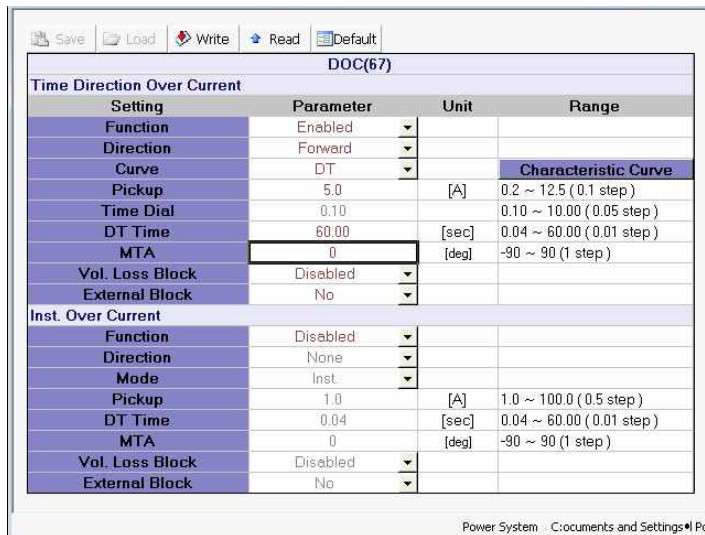 Save Load Write Read Default
DOC(67)
Time Direction Over Current
Setting Parameter Unit Range
Function Enabled
Direction Forward
Curve DT Characteristic Curve
Pickup 5.0 [A] 0.2 ~ 12.5 ( 0.1 step )
Time Dial 0.10 0.10 ~ 10.00 ( 0.05 step )
DT Time 60.00 [sec] 0.04 ~ 60.00 ( 0.01 step )
MTA 0 [deg] -90 ~ 90 (1 step )
Vol. Loss Block Disabled
External Block No
Inst. Over Current
Function Disabled
Direction None
Mode Inst.
Pickup 1.0 [A] 1.0 ~ 100.0 ( 0.5 step )
DT Time 0.04 [sec] 0.04 ~ 60.00 ( 0.01 step )
MTA 0 [deg] -90 ~ 90 (1 step )
Vol. Loss Block Disabled
External Block No
Power System C:ocuments and Settings